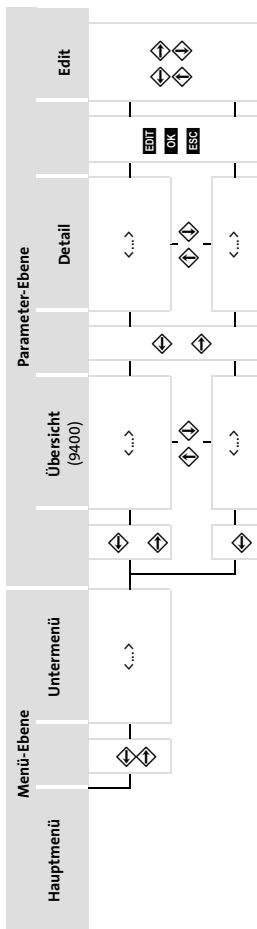 Menü-Ebene
Parameter-Ebene
Hauptmenü
Untermenü
Übersicht
(9400)
Detail
Edit
<...>
<...>
<...>
EDIT
OK
ESC
<...>
<...>